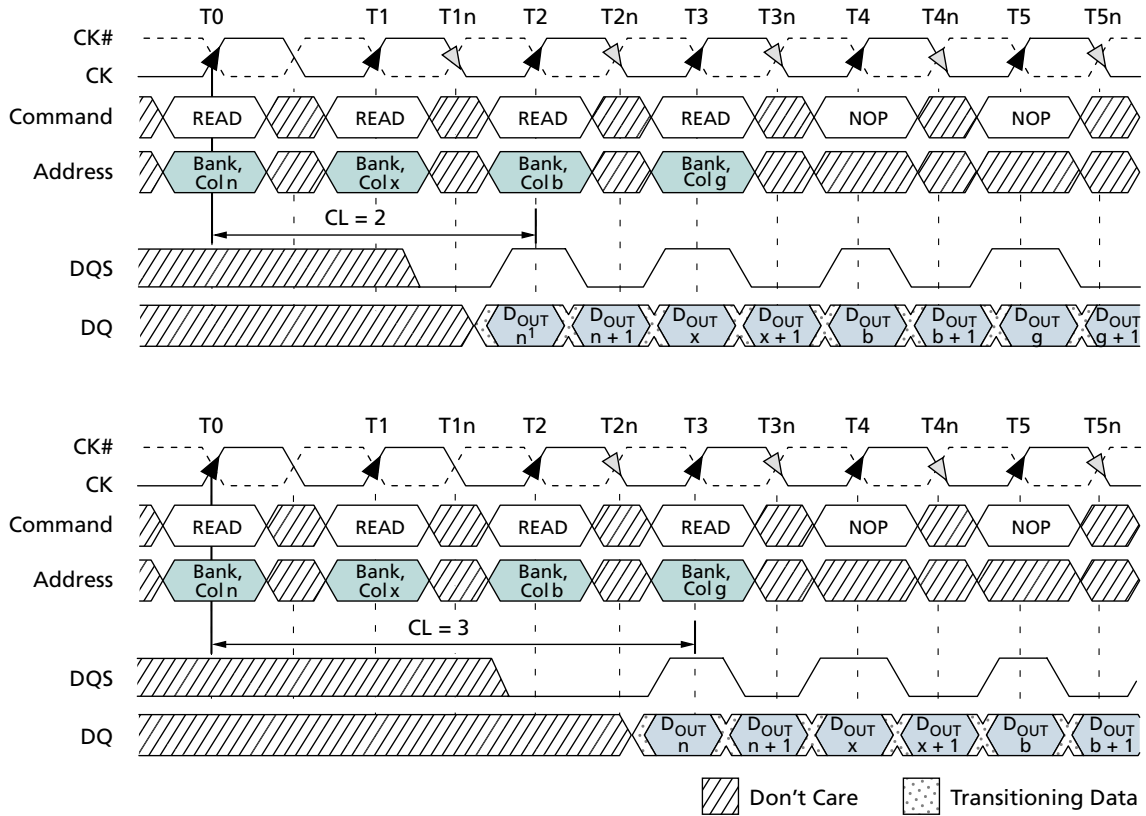 T0 T1 T1n T2 T2n T3 T3n T4 T4n T5 T5n
CK#
CK
Command READ READ READ READ NOP NOP
Address Bank, Col n Bank, Col x Bank, Col b Bank, Col g
CL = 2
DQS
DQ DOUT n1 DOUT n + 1 DOUT x DOUT x + 1 DOUT b DOUT b + 1 DOUT g DOUT g + 1
T0 T1 T1n T2 T2n T3 T3n T4 T4n T5 T5n
CK#
CK
Command READ READ READ READ NOP NOP
Address Bank, Col n Bank, Col x Bank, Col b Bank, Col g
CL = 3
DQS
DQ DOUT n DOUT n + 1 DOUT x DOUT x + 1 DOUT b DOUT b + 1
Don't Care Transitioning Data